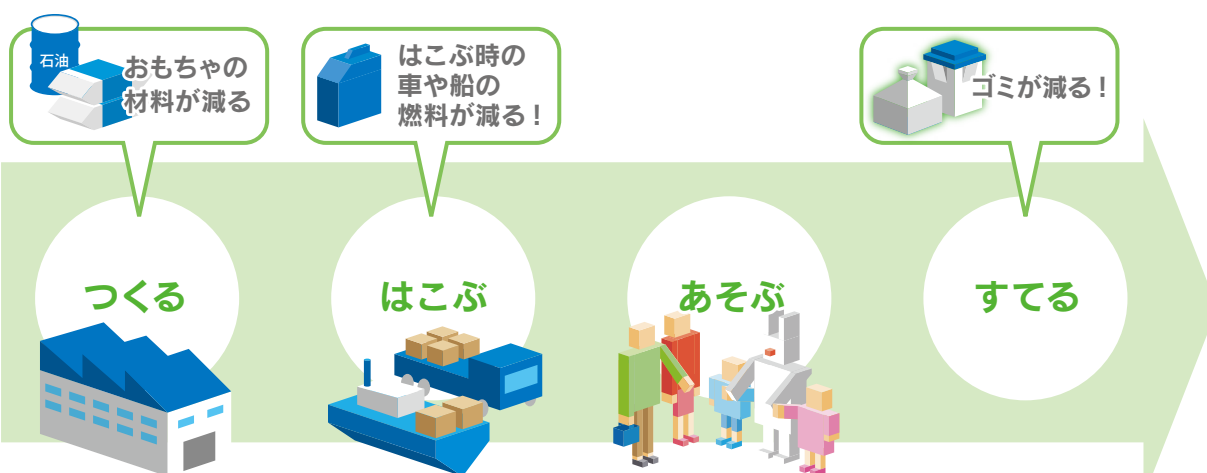 石油
おもちゃの
材料が減る
はこぶ時の
車や船の
燃料が減る！
ゴミが減る！
つくる
はこぶ
あそぶ
すてる